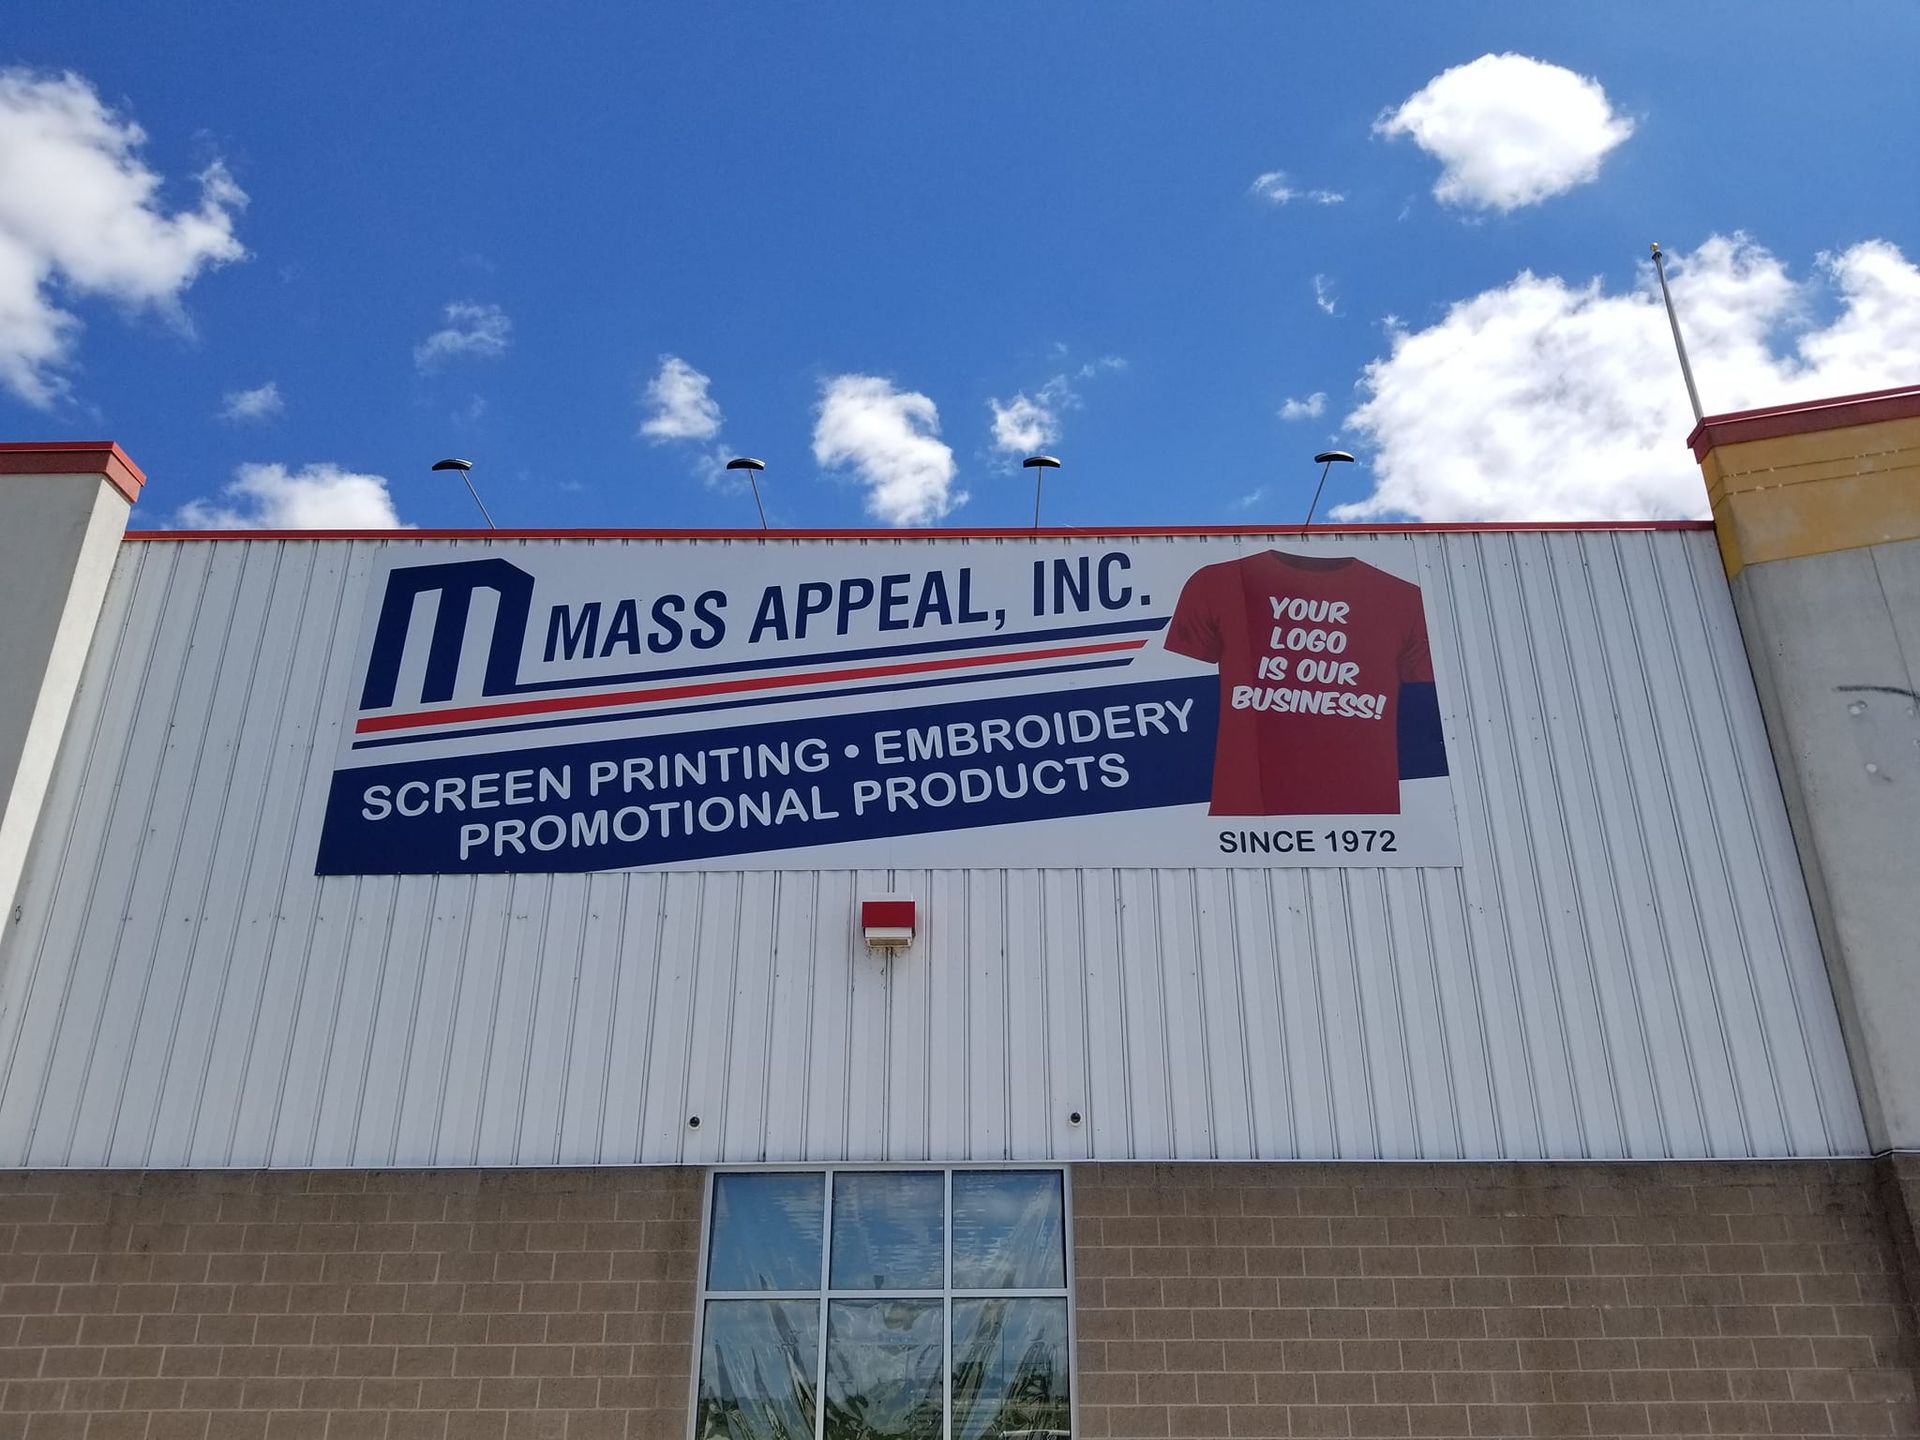 MASS APPEAL, INC.
SCREEN PRINTING • EMBROIDERY
PROMOTIONAL PRODUCTS
YOUR
LOGO
IS OUR
BUSINESS!
SINCE 1972